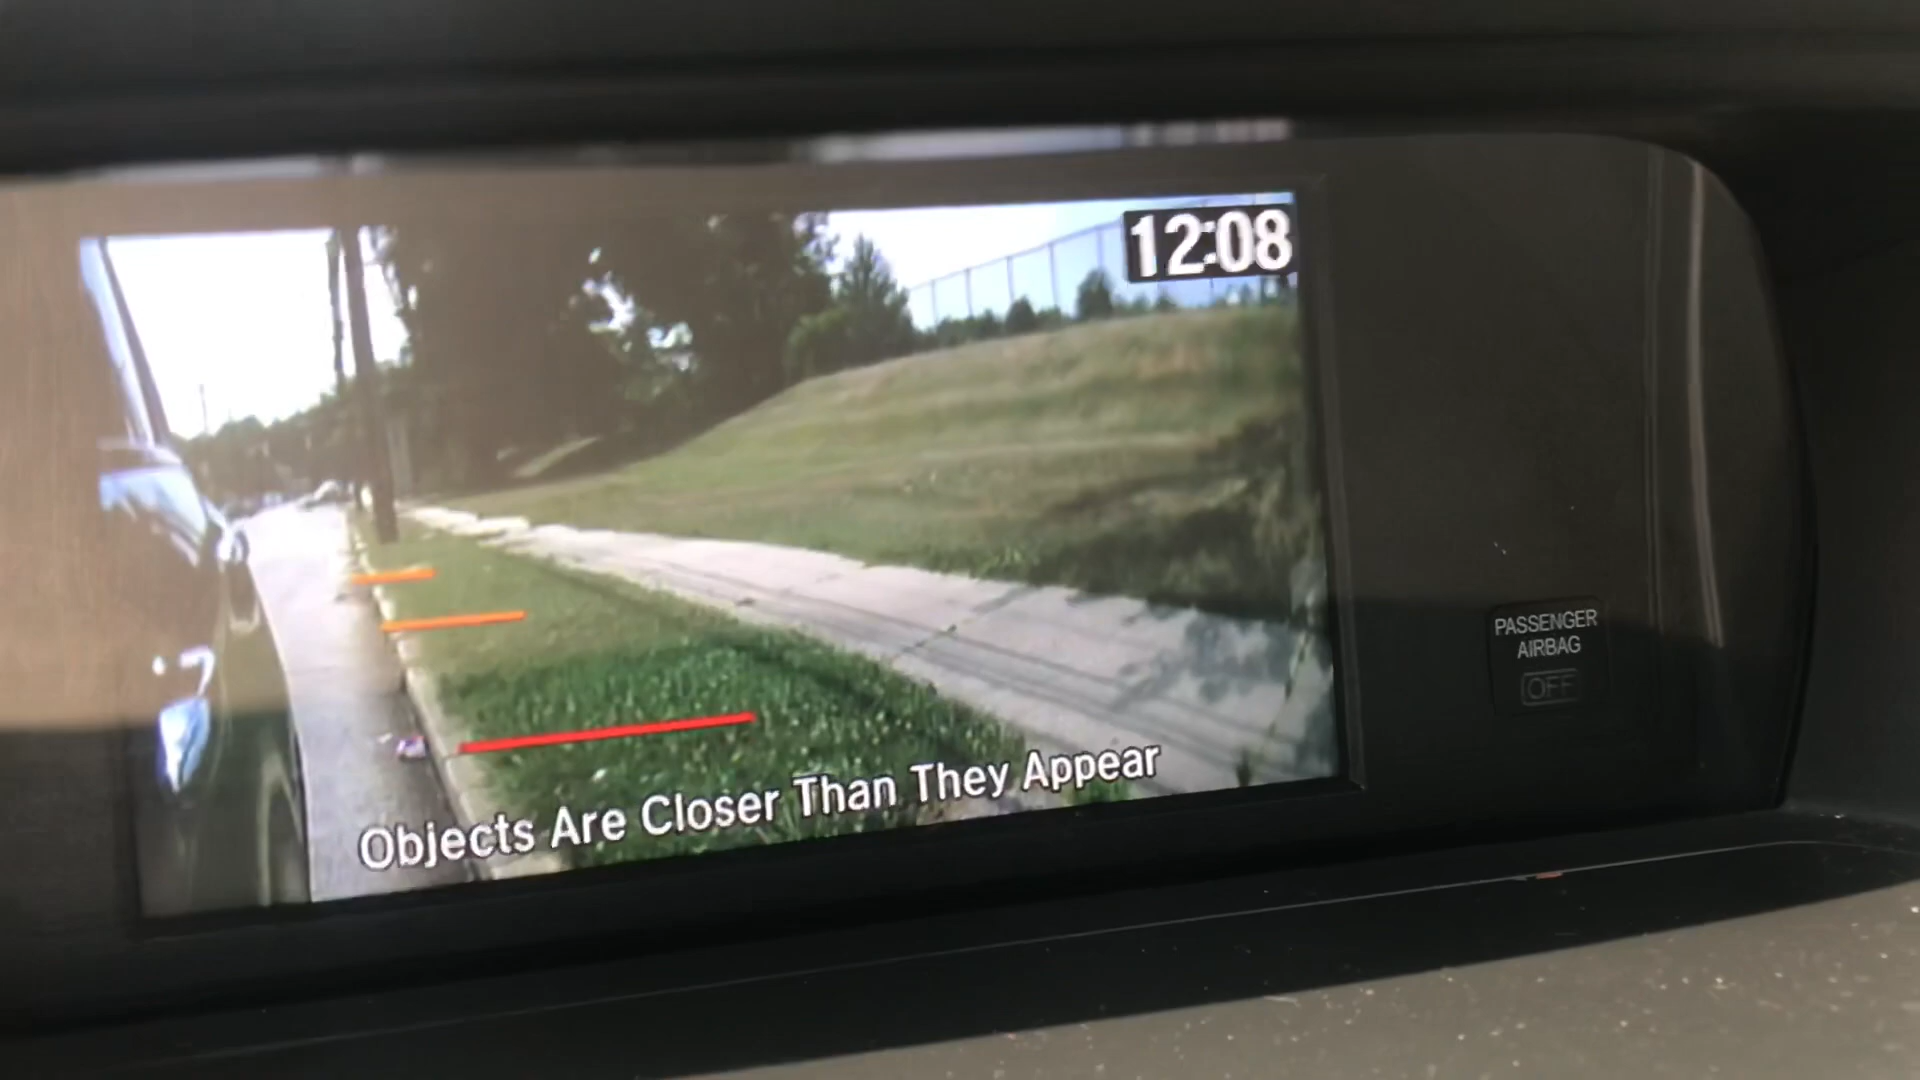 12:08
Objects Are Closer Than They Appear
PASSENGER
AIRBAG
OFF